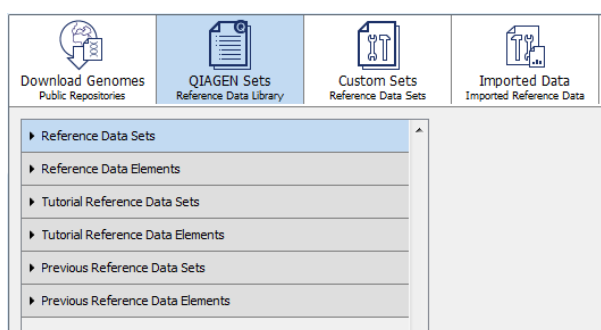 Download Genomes
Public Repositories
QIAGEN Sets
Reference Data Library
Custom Sets
Reference Data Sets
Imported Data
Imported Reference Data
Reference Data Sets
Reference Data Elements
Tutorial Reference Data Sets
Tutorial Reference Data Elements
Previous Reference Data Sets
Previous Reference Data Elements